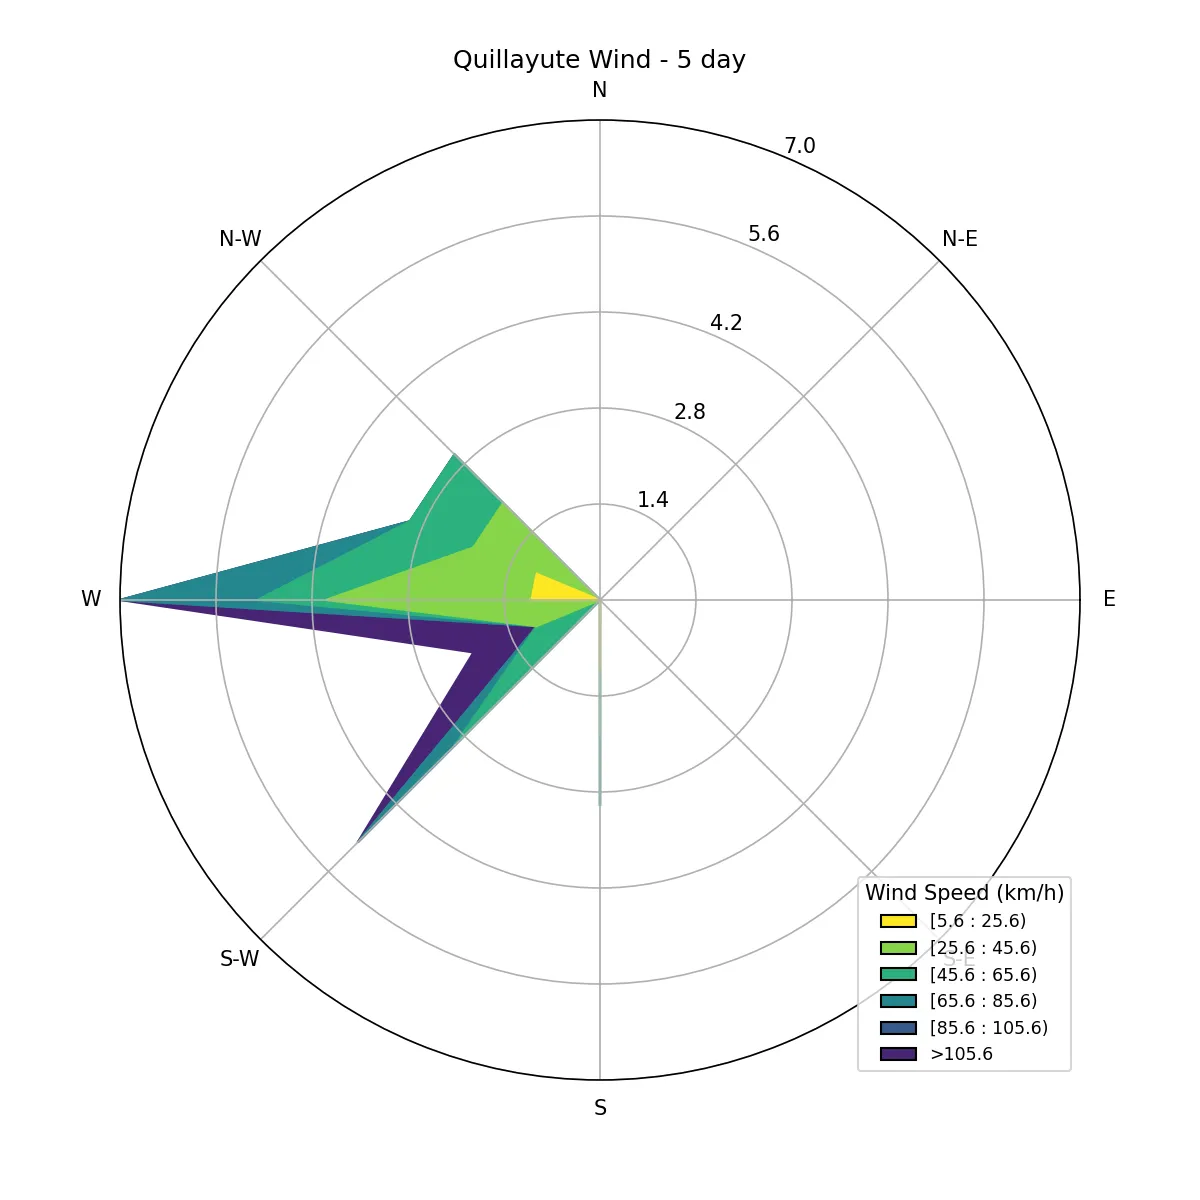 Quillayute Wind - 5 day
N
7.0
N-W
5.6
N-E
4.2
2.8
1.4
W
E
S-W
S-E
S
Wind Speed (km/h)
[5.6 : 25.6)
[25.6 : 45.6)
[45.6 : 65.6)
[65.6 : 85.6)
[85.6 : 105.6)
>105.6